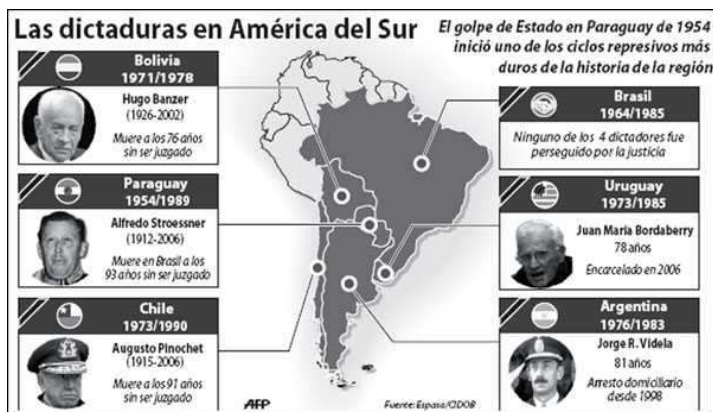 Las dictaduras en América del Sur
El golpe de Estado en Paraguay de 1954
inició uno de los ciclos represivos más
duros de la historia de la región
Bolivia
1971/1978
Hugo Banzer
(1926-2002)
Muere a los 76 años
sin ser juzgado
Paraguay
1954/1989
Alfredo Stroessner
(1912-2006)
Muere en Brasil a los
93 años sin ser juzgado
Chile
1973/1990
Augusto Pinochet
(1915-2006)
Muere a los 91 años
sin ser juzgado
Brasil
1964/1985
Ninguno de los 4 dictadores fue
perseguido por la justicia
Uruguay
1973/1985
Juan María Bordaberry
78 años
Encarcelado en 2006
Argentina
1976/1983
Jorge R. Videla
81 años
Arresto domiciliario
desde 1998
AFP
Fuente: Espasa/CIDOB